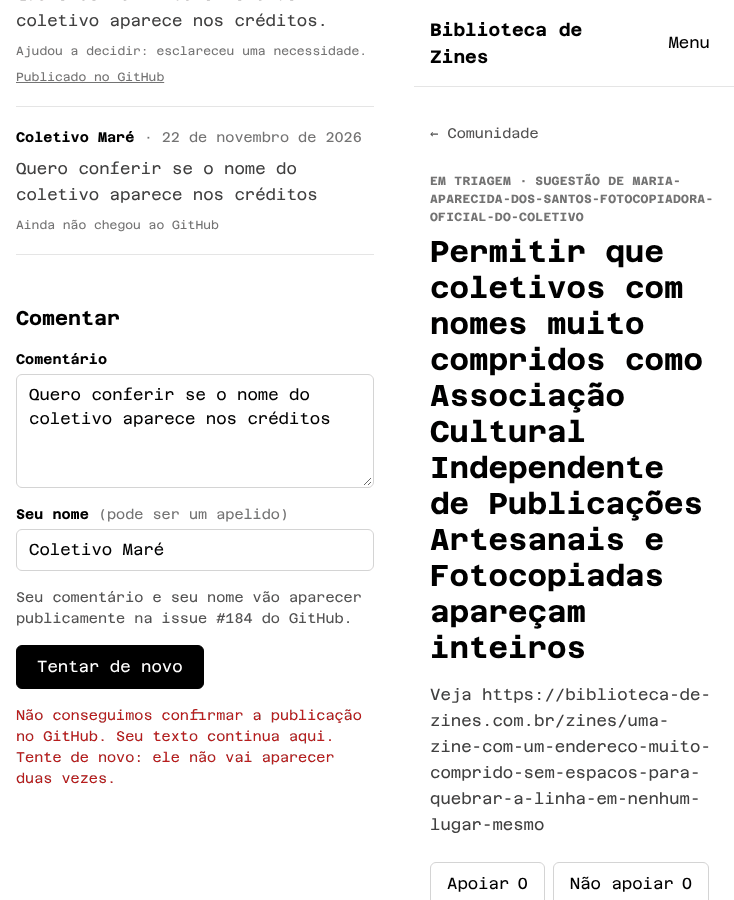 coletivo aparece nos créditos.
Ajudou a decidir: esclareceu uma necessidade.
Publicado no GitHub
Coletivo Maré · 22 de novembro de 2026
Quero conferir se o nome do
coletivo aparece nos créditos
Ainda não chegou ao GitHub
Comentar
Comentário
Quero conferir se o nome do
coletivo aparece nos créditos
Seu nome (pode ser um apelido)
Coletivo Maré
Seu comentário e seu nome vão aparecer
publicamente na issue #184 do GitHub.
Tentar de novo
Não conseguimos confirmar a publicação
no GitHub. Seu texto continua aqui.
Tente de novo: ele não vai aparecer
duas vezes.
Biblioteca de
Zines
Menu
← Comunidade
EM TRIAGEM · SUGESTÃO DE MARIA-
APARECIDA-DOS-SANTOS-FOTOCOPIADORA-
OFICIAL-DO-COLETIVO
Permitir que
coletivos com
nomes muito
compridos como
Associação
Cultural
Independente
de Publicações
Artesanais e
Fotocopiadas
apareçam
inteiros
Veja https://biblioteca-de-
zines.com.br/zines/uma-
zine-com-um-endereco-muito-
comprido-sem-espacos-para-
quebrar-a-linha-em-nenhum-
lugar-mesmo
Apoiar 0
Não apoiar 0